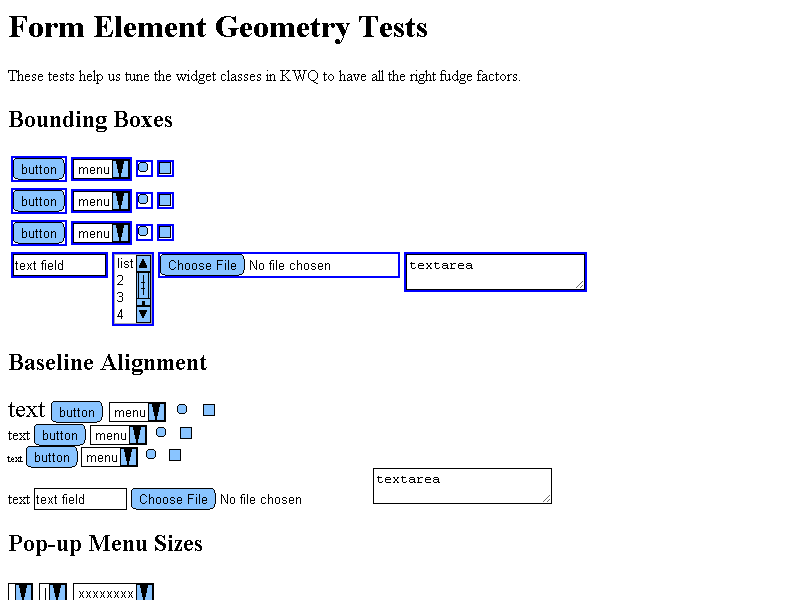 Form Element Geometry Tests
These tests help us tune the widget classes in KWQ to have all the right fudge factors.
Bounding Boxes
button menu
button menu
button menu
text field list Choose File No file chosen textarea
2
3
4
Baseline Alignment
text button menu
text button menu
text button menu
textarea
text text field Choose File No file chosen
Pop-up Menu Sizes
| xxxxxxxx